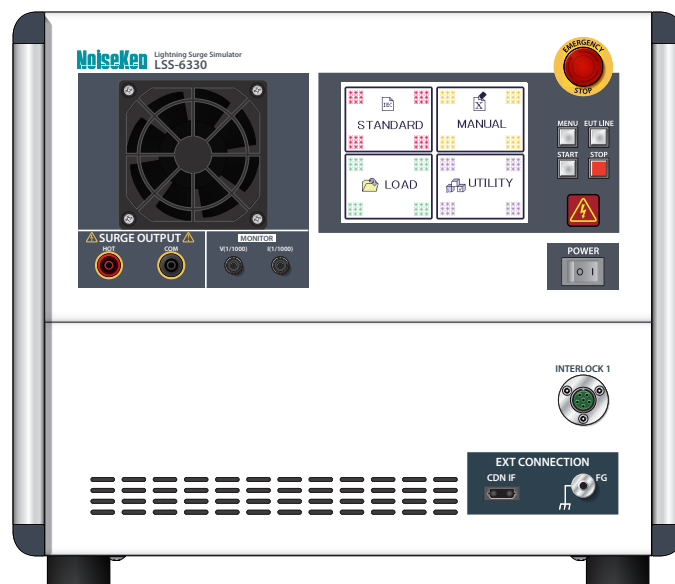 NoiseKen
Lightning Surge Simulator
LSS-6330
EMERGENCY
STOP
IEC
STANDARD
X
MANUAL
LOAD
UTILITY
MENU EUT LINE
START STOP
SURGE OUTPUT
HOT COM
MONITOR
V(1/1000) I(1/1000)
POWER
O I
INTERLOCK 1
EXT CONNECTION
CDN IF
FG